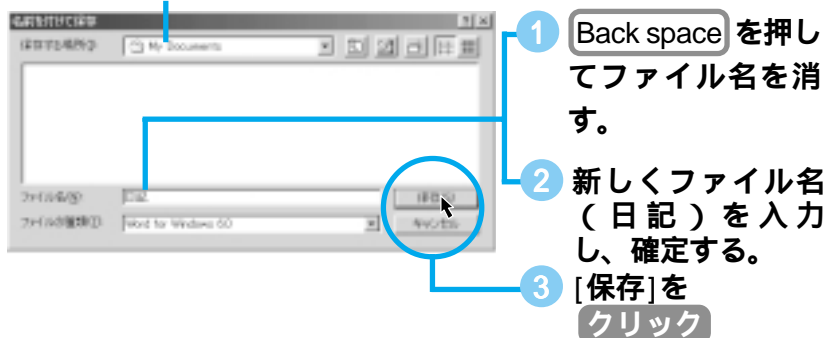 名前を付けて保存
保存する場所(I):
My Documents
ファイル名(N):
日記
保存(S)
ファイルの種類(T):
Word for Windows 6.0
キャンセル
1 Back space を押し
てファイル名を消
す。
2 新しくファイル名
(日記)を入力
し、確定する。
3 [保存]を
クリック